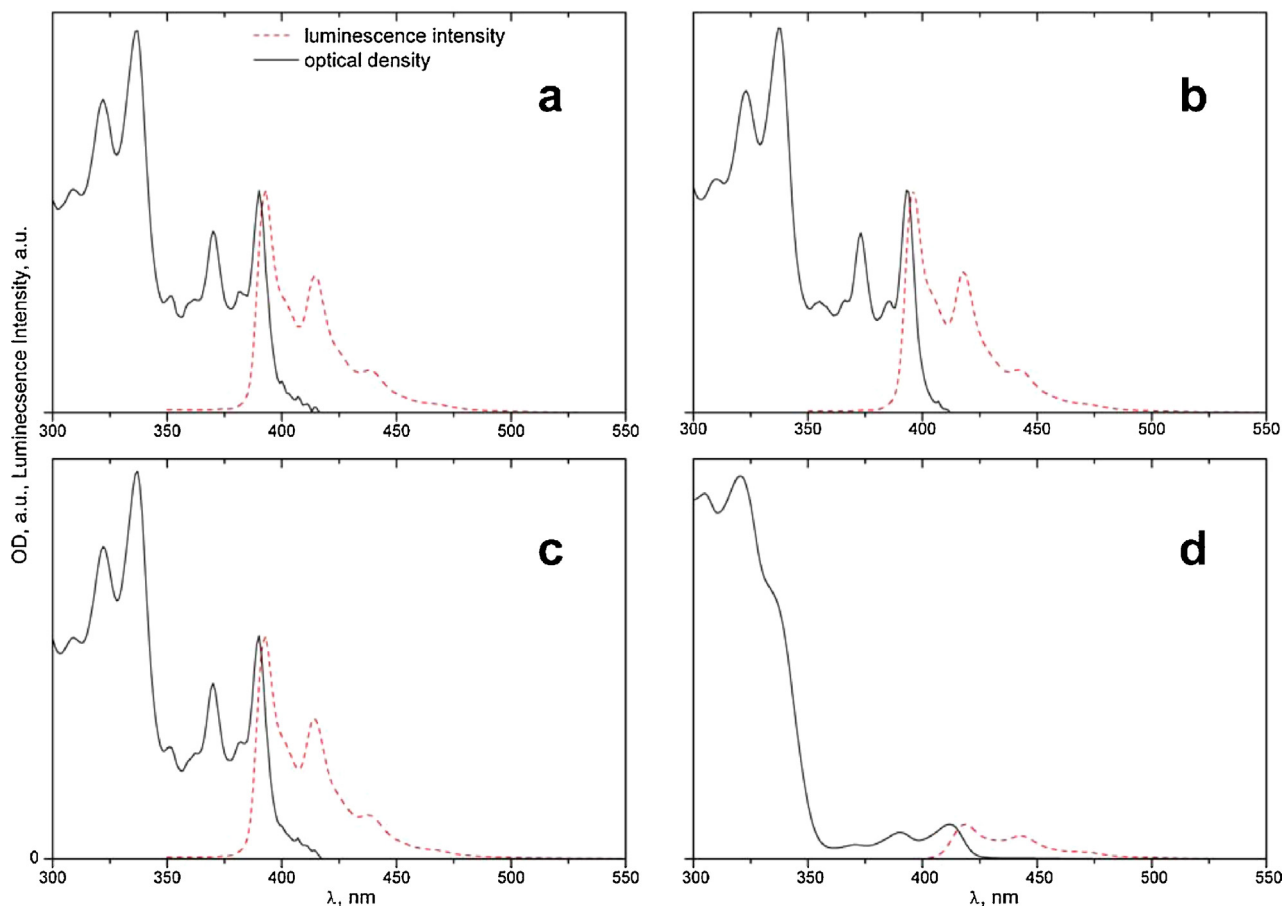 luminescence intensity
optical density
a
b
300 350 400 450 500 550
300 350 400 450 500 550
OD, a.u., Luminecsence Intensity, a.u.
c
d
0
300 350 400 450 500 550
300 350 400 450 500 550
λ, nm
λ, nm